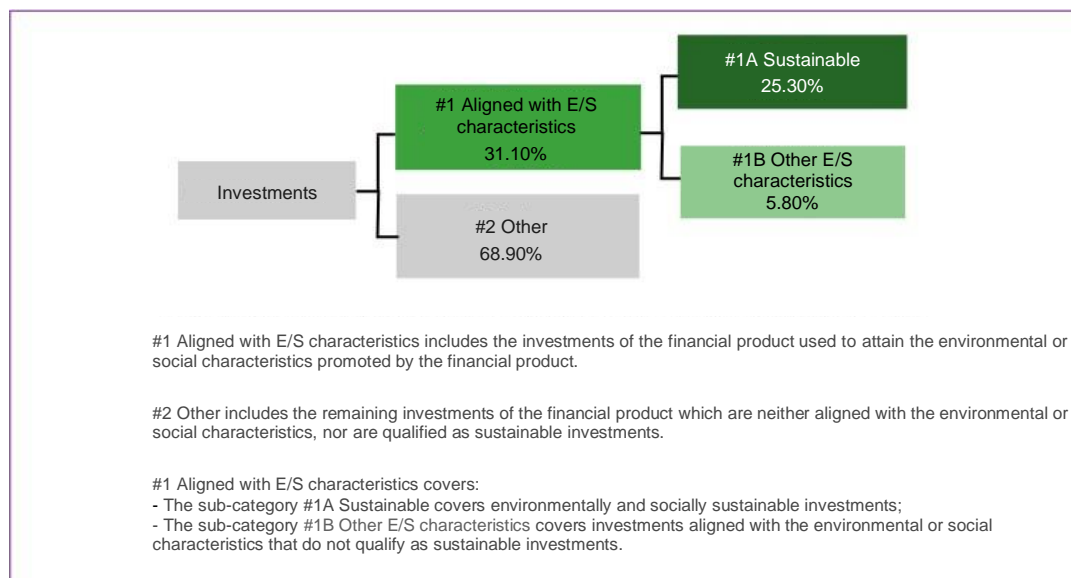 #1A Sustainable
25.30%
#1 Aligned with E/S
characteristics
31.10%
#1B Other E/S
characteristics
5.80%
Investments
#2 Other
68.90%
#1 Aligned with E/S characteristics includes the investments of the financial product used to attain the environmental or
social characteristics promoted by the financial product.
#2 Other includes the remaining investments of the financial product which are neither aligned with the environmental or
social characteristics, nor are qualified as sustainable investments.
#1 Aligned with E/S characteristics covers:
- The sub-category #1A Sustainable covers environmentally and socially sustainable investments;
- The sub-category #1B Other E/S characteristics covers investments aligned with the environmental or social
characteristics that do not qualify as sustainable investments.